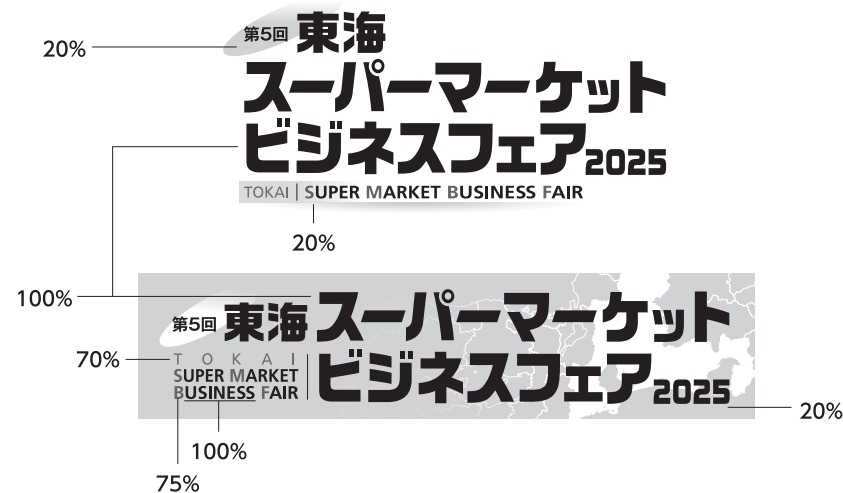 20%
第5回 東海
スーパーマーケット
ビジネスフェア2025
TOKAI | SUPER MARKET BUSINESS FAIR
20%
100%
第5回 東海 スーパーマーケット
70%
TOKAI
SUPER MARKET
BUSINESS FAIR
ビジネスフェア2025
20%
100%
75%